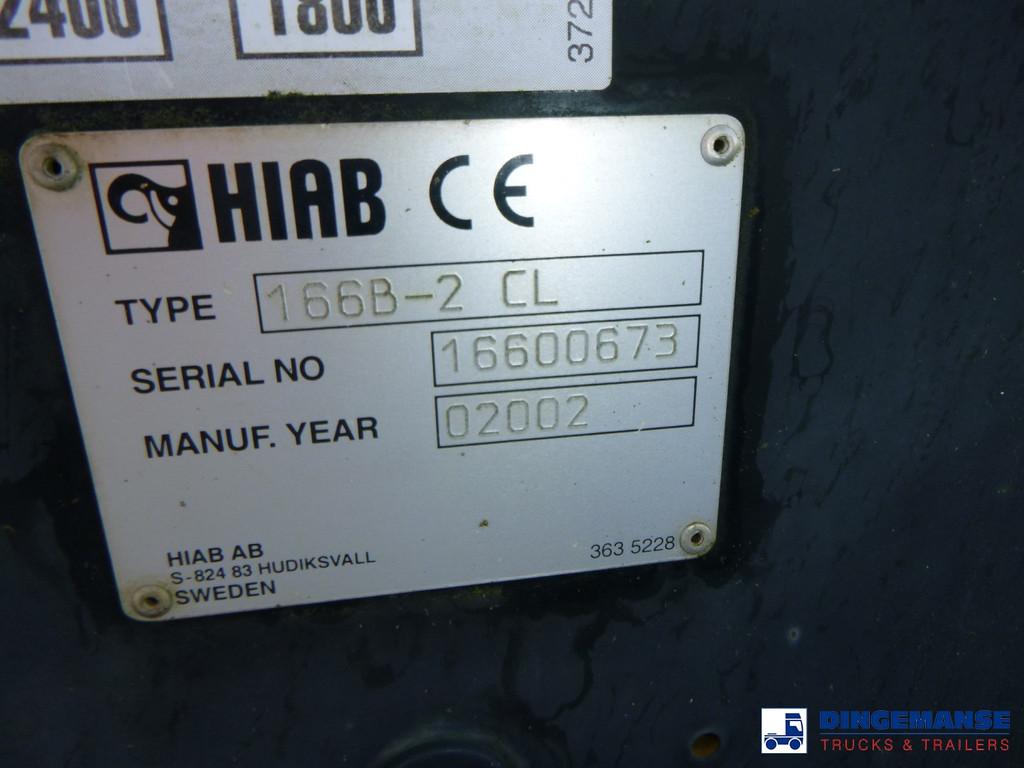 2400 1800
372
HIAB CE
TYPE 166B-2 CL
SERIAL NO 16600673
MANUF. YEAR 02002
HIAB AB
S-824 83 HUDIKSVALL
SWEDEN
363 5228
DINGEMANSE
TRUCKS & TRAILERS